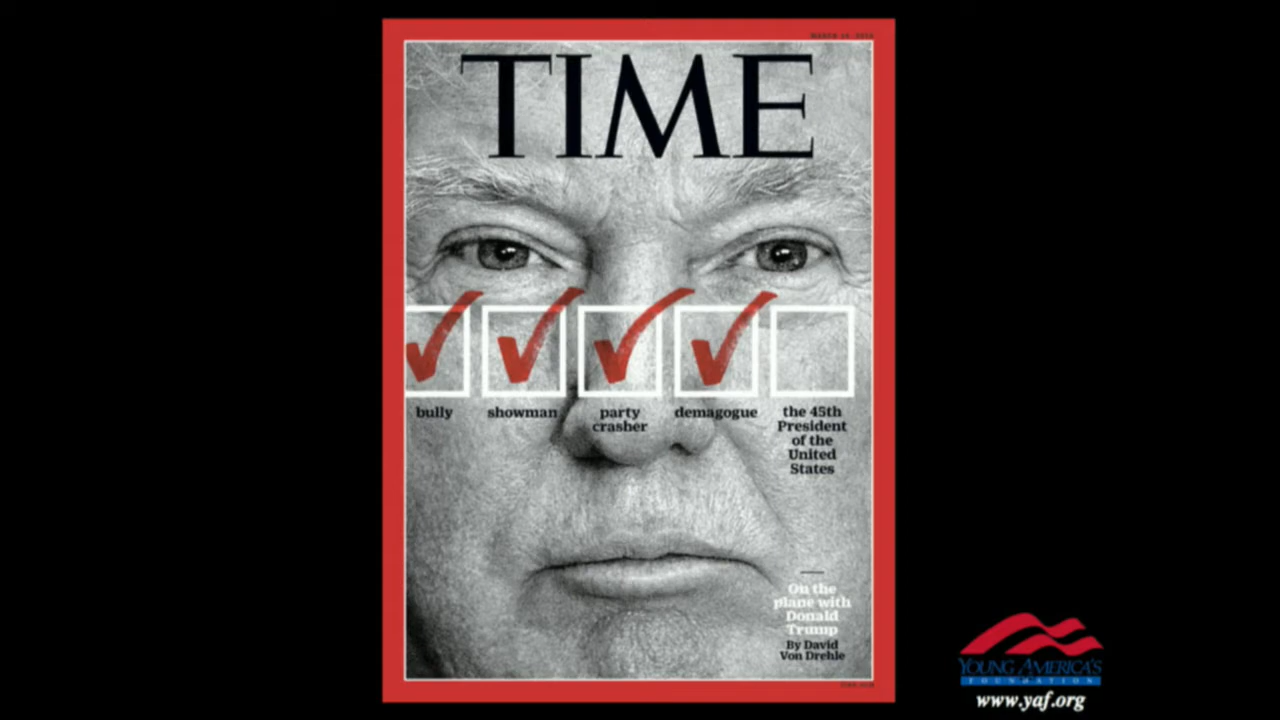 TIME
bully
showman
party
crasher
demagogue
the 45th
President
of the
United
States
On the
plane with
Donald
Trump
By David
Von Drehle
YOUNG AMERICA'S
FOUNDATION
www.yaf.org